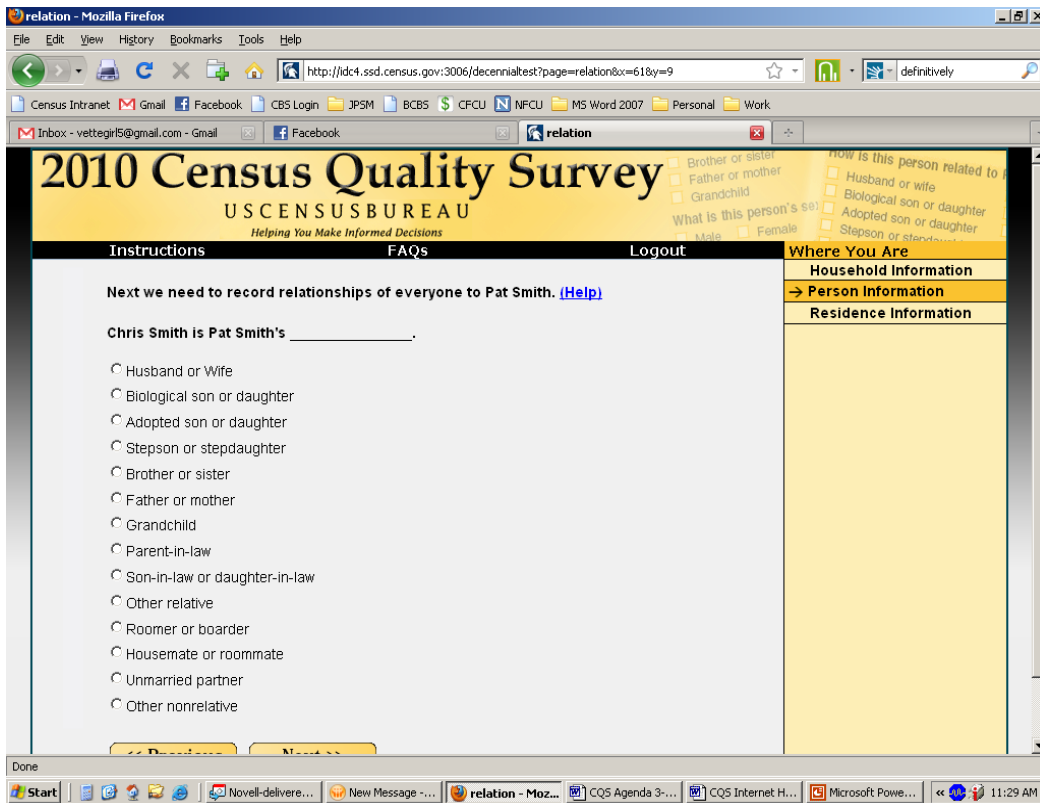 relation - Mozilla Firefox
File Edit View History Bookmarks Tools Help
http://idc4.ssd.census.gov:3006/decennialtest?page=relation&x=61&y=9 definitively
Census Intranet Gmail Facebook CBS Login JPSM BCBS CFCU NFCU MS Word 2007 Personal Work
Inbox - vettegirl5@gmail.com - Gmail Facebook relation
2010 Census Quality Survey
USCENSUSBUREAU
Helping You Make Informed Decisions
Brother or sister
Father or mother
Grandchild
What is this person's sex
Male Female
How is this person related to
Husband or wife
Biological son or daughter
Adopted son or daughter
Stepson or
Instructions FAQs Logout
Where You Are
Household Information
→ Person Information
Residence Information
Next we need to record relationships of everyone to Pat Smith. (Help)
Chris Smith is Pat Smith's _______________.
Husband or Wife
Biological son or daughter
Adopted son or daughter
Stepson or stepdaughter
Brother or sister
Father or mother
Grandchild
Parent-in-law
Son-in-law or daughter-in-law
Other relative
Roomer or boarder
Housemate or roommate
Unmarried partner
Other nonrelative
<< Previous Next >>
Done
Start Novell-delivere... New Message -... relation - Moz... CQS Agenda 3-... CQS Internet H... Microsoft Powe... « 11:29 AM